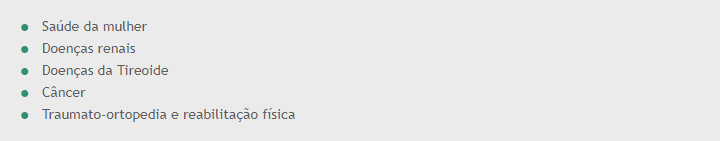 Saúde da mulher
Doenças renais
Doenças da Tireoide
Câncer
Traumato-ortopedia e reabilitação física